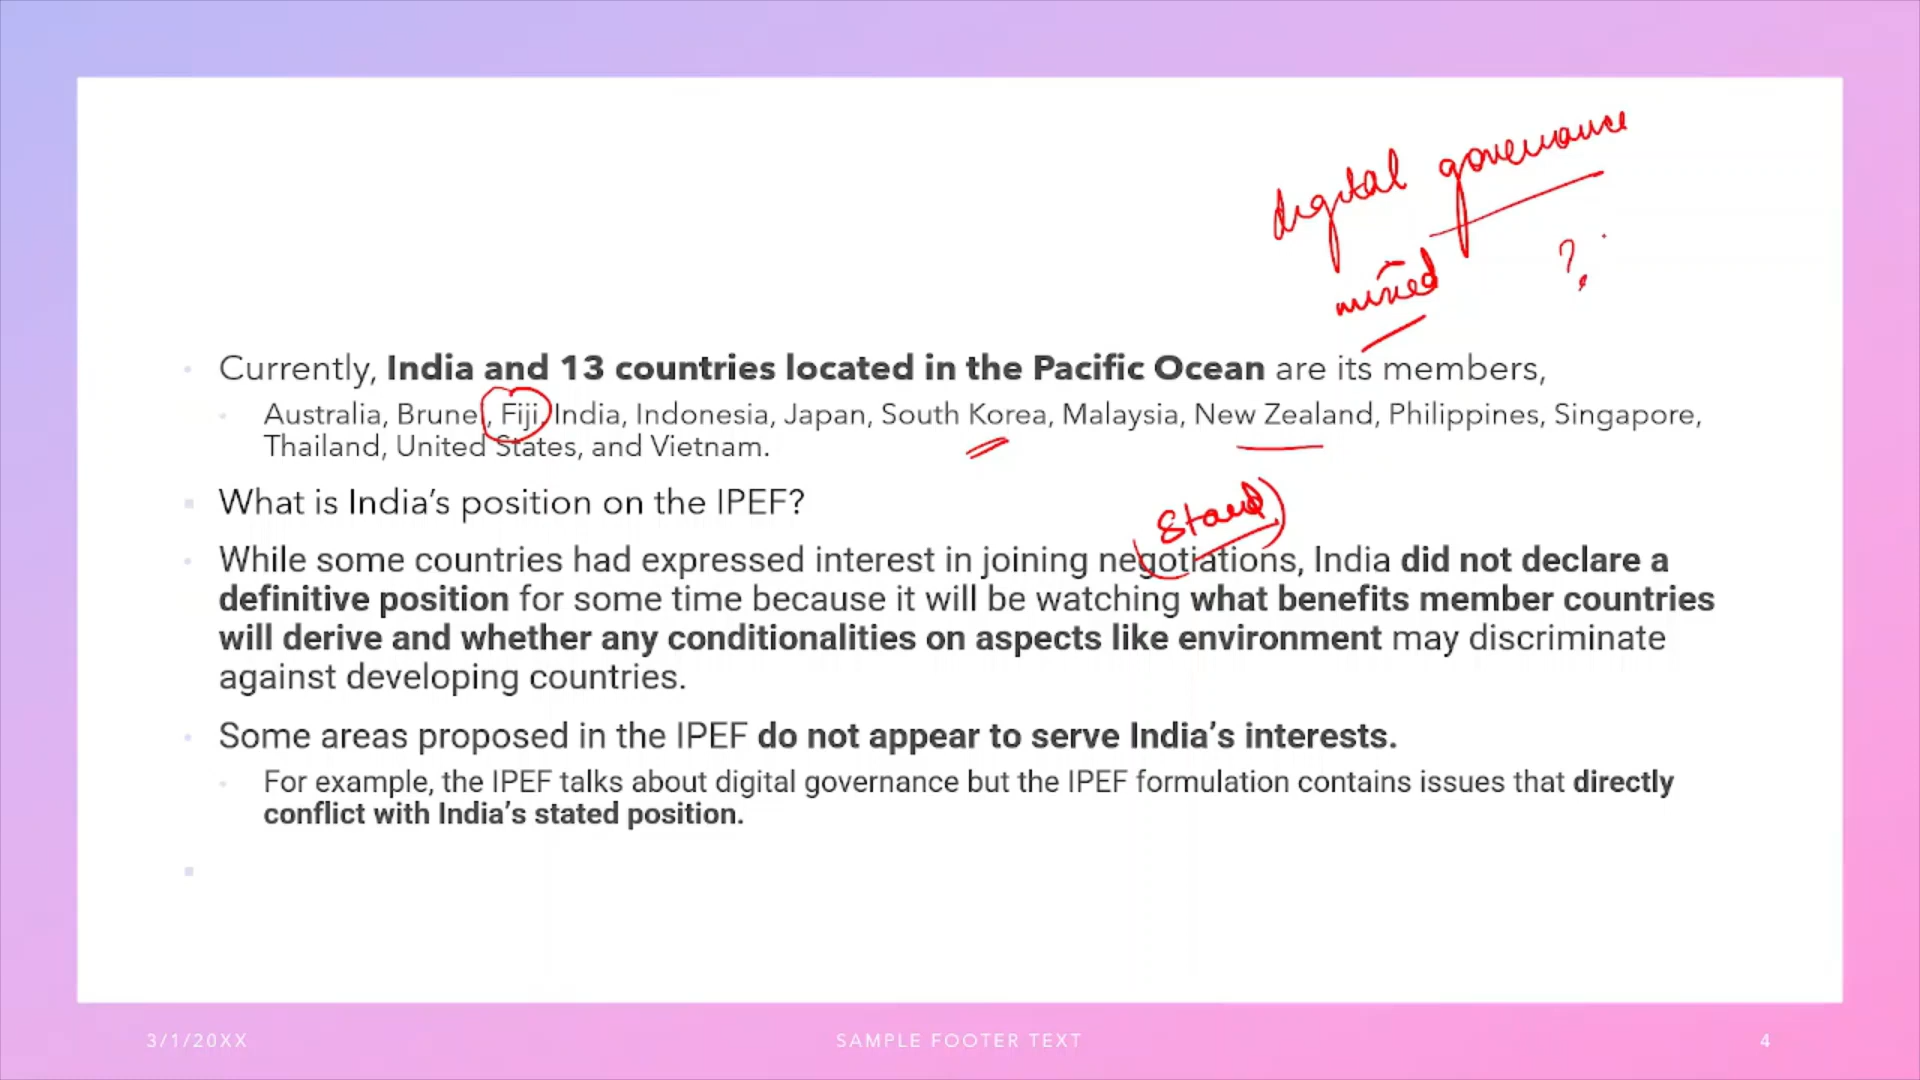 digital governance
mixed ?
Currently, India and 13 countries located in the Pacific Ocean are its members,
Australia, Brunei, Fiji, India, Indonesia, Japan, South Korea, Malaysia, New Zealand, Philippines, Singapore,
Thailand, United States, and Vietnam.
What is India’s position on the IPEF?
Stand
While some countries had expressed interest in joining negotiations, India did not declare a
definitive position for some time because it will be watching what benefits member countries
will derive and whether any conditionalities on aspects like environment may discriminate
against developing countries.
Some areas proposed in the IPEF do not appear to serve India’s interests.
For example, the IPEF talks about digital governance but the IPEF formulation contains issues that directly
conflict with India’s stated position.
3/1/20XX SAMPLE FOOTER TEXT 4